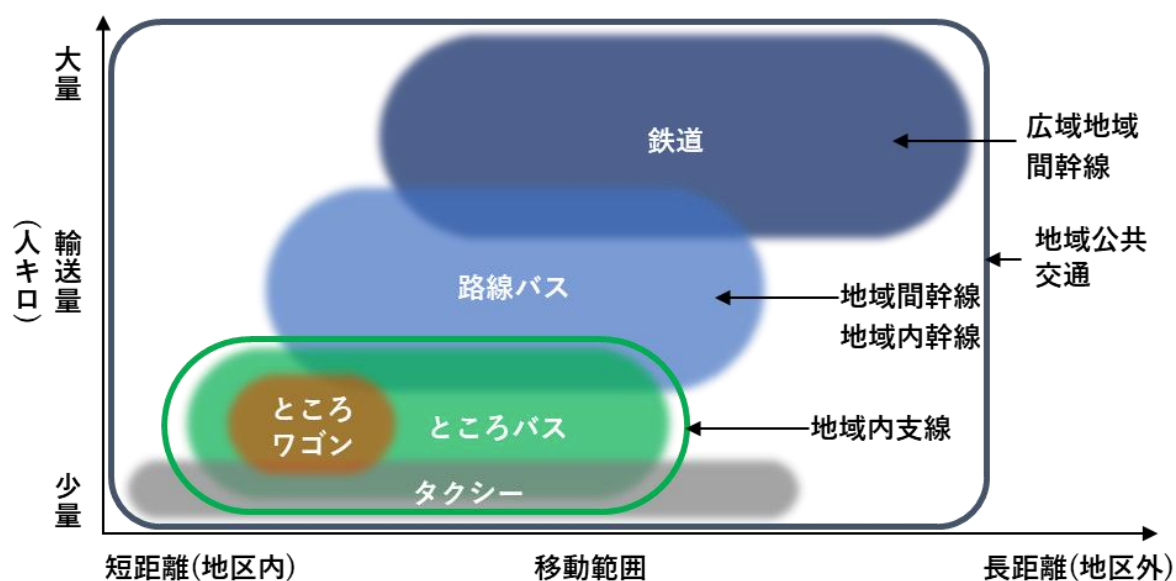 大量
鉄道
広域地域
間幹線
輸送量
(人キロ)
地域公共
交通
路線バス
地域間幹線
地域内幹線
ところ
ワゴン
ところバス
地域内支線
少量
タクシー
短距離(地区内)
移動範囲
長距離(地区外)